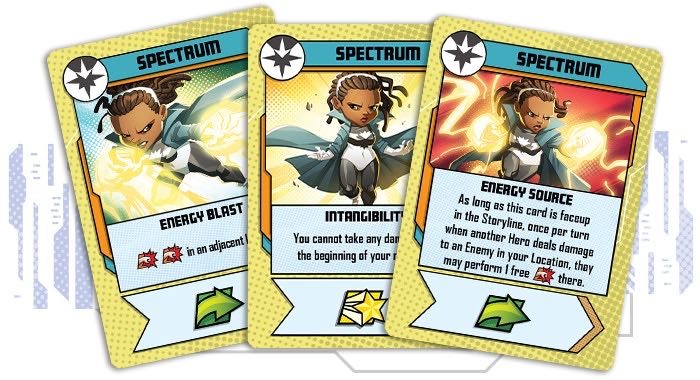 SPECTRUM
ENERGY BLAST
in an adjacent
SPECTRUM
INTANGIBILITY
You cannot take any
the beginning of your
SPECTRUM
ENERGY SOURCE
As long as this card is faceup
in the Storyline, once per turn
when another Hero deals damage
to an Enemy in your Location, they
may perform 1 free there.